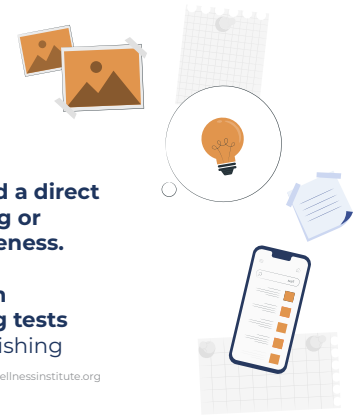 d a direct
g or
eness.
n
g tests
ishing
ellnessinstitute.org